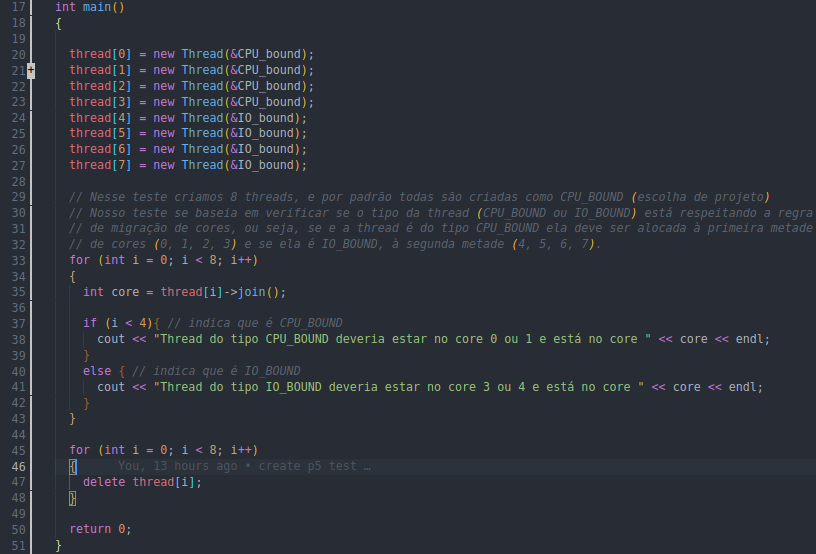 17 int main()
18 {
19
20 thread[0] = new Thread(&CPU_bound);
21 + thread[1] = new Thread(&CPU_bound);
22 thread[2] = new Thread(&CPU_bound);
23 thread[3] = new Thread(&CPU_bound);
24 thread[4] = new Thread(&IO_bound);
25 thread[5] = new Thread(&IO_bound);
26 thread[6] = new Thread(&IO_bound);
27 thread[7] = new Thread(&IO_bound);
28
29 // Nesse teste criamos 8 threads, e por padrão todas são criadas como CPU_BOUND (escolha de projeto)
30 // Nosso teste se baseia em verificar se o tipo da thread (CPU_BOUND ou IO_BOUND) está respeitando a regra
31 // de migração de cores, ou seja, se e a thread é do tipo CPU_BOUND ela deve ser alocada à primeira metade
32 // de cores (0, 1, 2, 3) e se ela é IO_BOUND, à segunda metade (4, 5, 6, 7).
33 for (int i = 0; i < 8; i++)
34 {
35 int core = thread[i]->join();
36
37 if (i < 4){ // indica que é CPU_BOUND
38 cout << "Thread do tipo CPU_BOUND deveria estar no core 0 ou 1 e está no core " << core << endl;
39 }
40 else { // indica que é IO_BOUND
41 cout << "Thread do tipo IO_BOUND deveria estar no core 3 ou 4 e está no core " << core << endl;
42 }
43 }
44
45 for (int i = 0; i < 8; i++)
46 { You, 13 hours ago • create p5 test …
47 delete thread[i];
48 }
49
50 return 0;
51 }